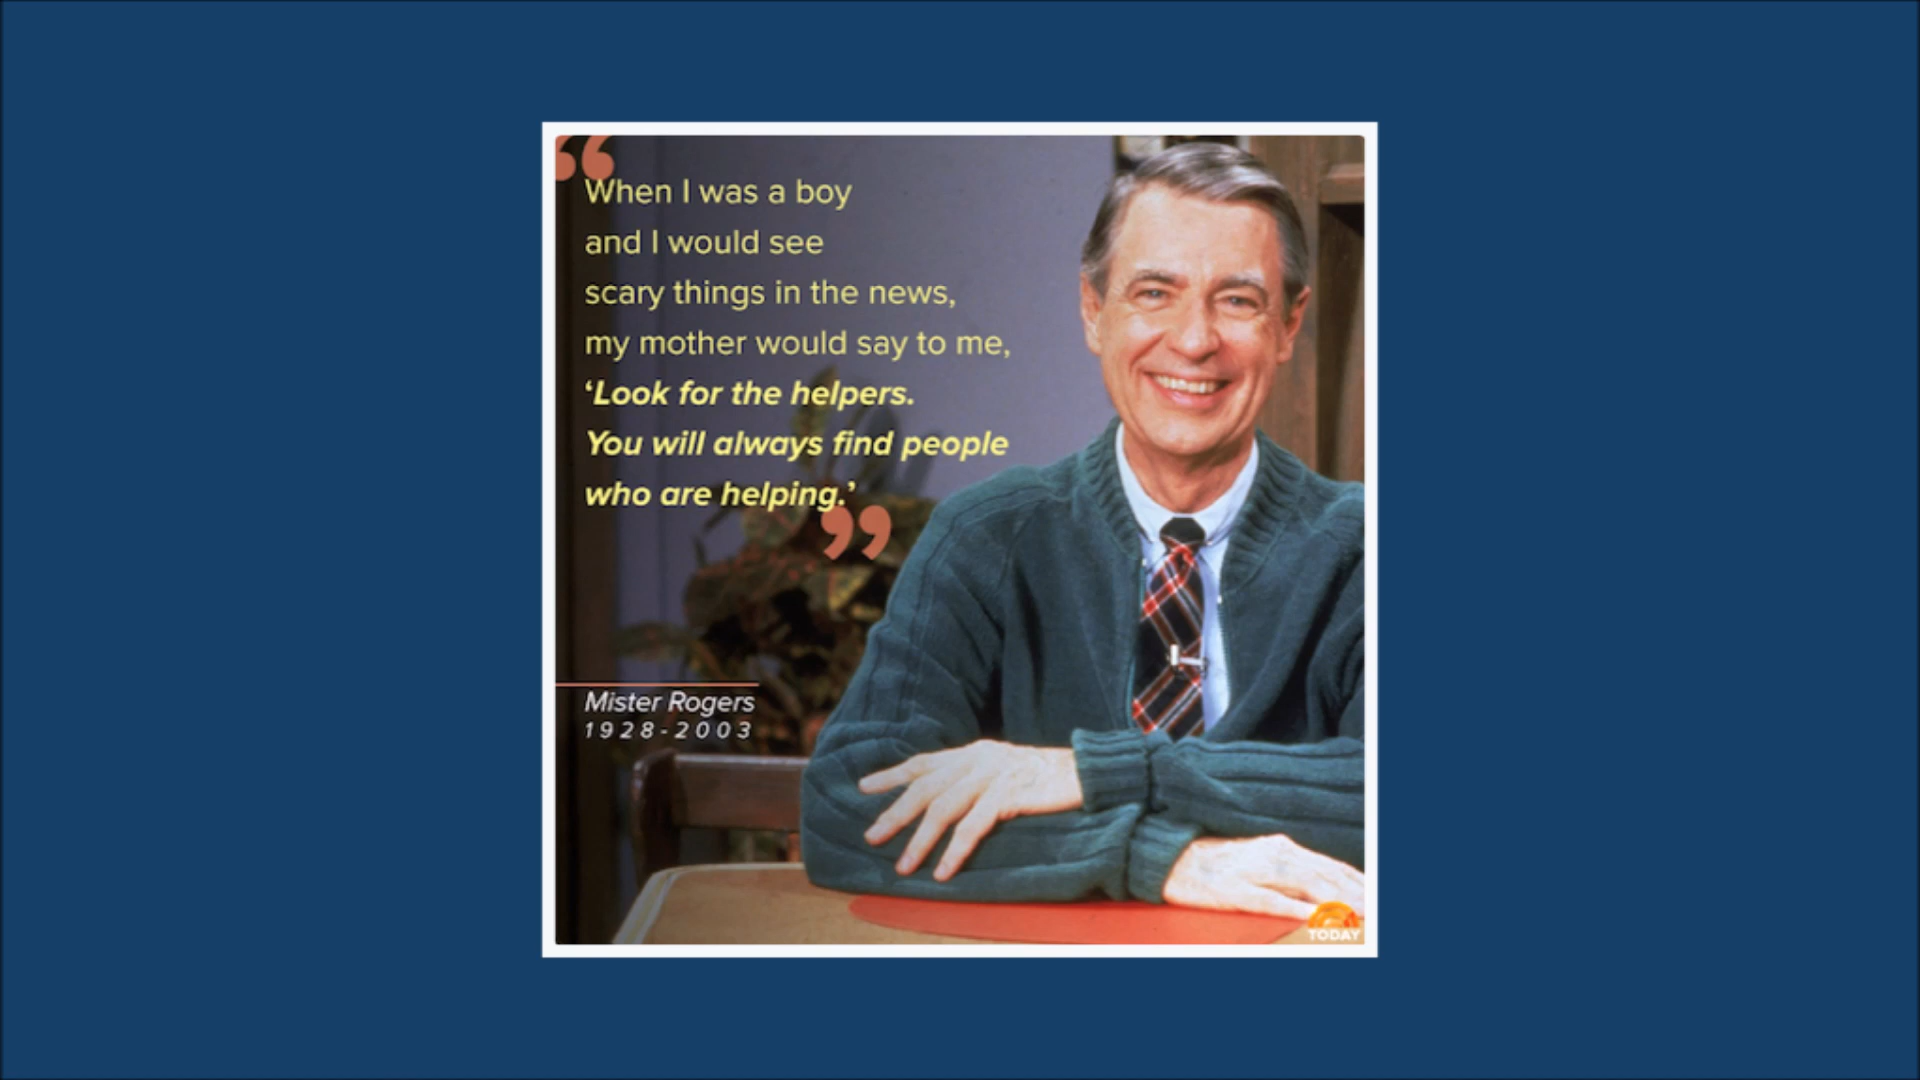 “
When I was a boy
and I would see
scary things in the news,
my mother would say to me,
‘Look for the helpers.
You will always find people
who are helping.’
”
Mister Rogers
1928-2003
TODAY